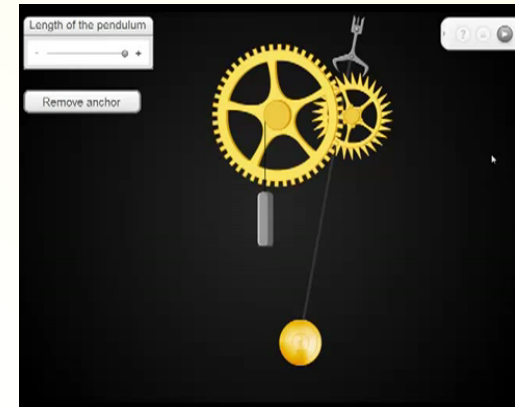 Length of the pendulum
- +
Remove anchor
?